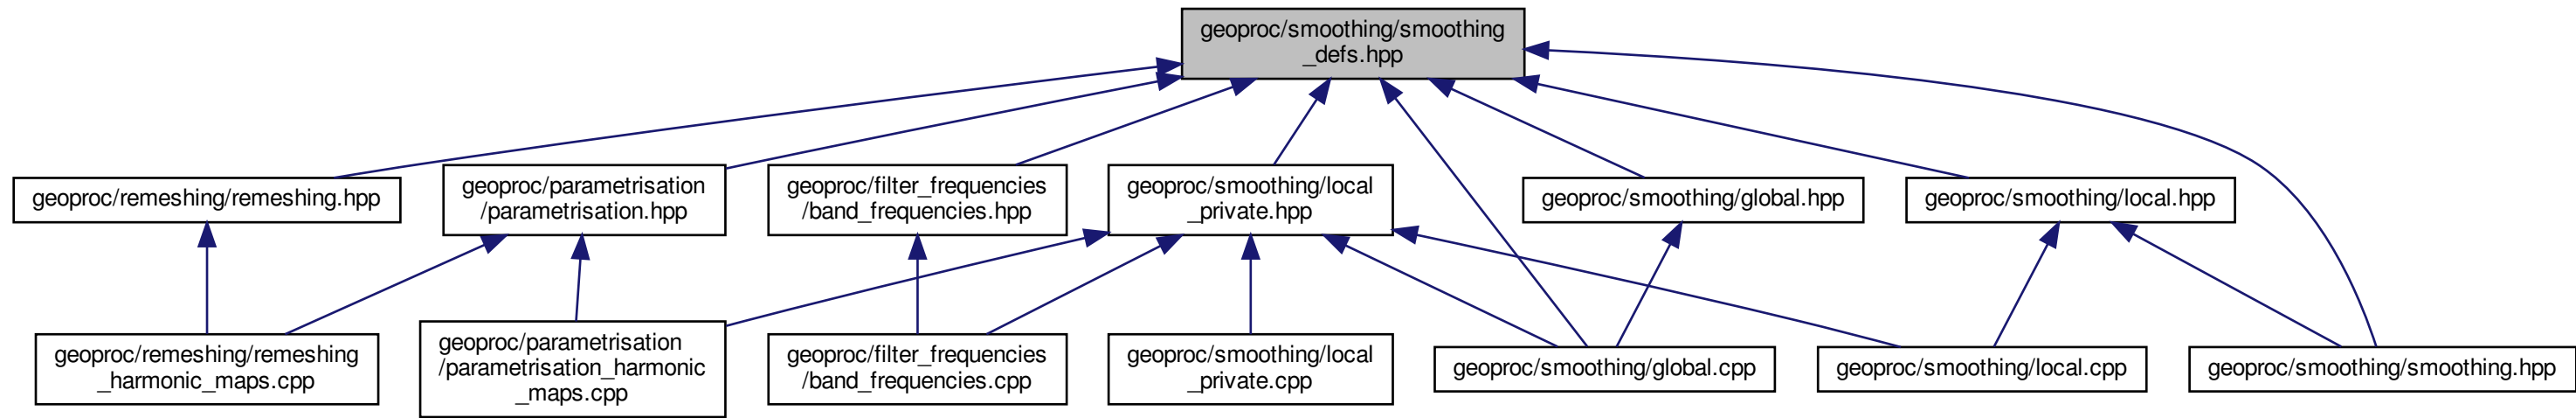 geoproc/smoothing/smoothing
_defs.hpp
geoproc/remeshing/remeshing.hpp
geoproc/parametrisation
/parametrisation.hpp
geoproc/filter_frequencies
/band_frequencies.hpp
geoproc/smoothing/local
_private.hpp
geoproc/smoothing/global.hpp
geoproc/smoothing/local.hpp
geoproc/remeshing/remeshing
_harmonic_maps.cpp
geoproc/parametrisation
/parametrisation_harmonic
_maps.cpp
geoproc/filter_frequencies
/band_frequencies.cpp
geoproc/smoothing/local
_private.cpp
geoproc/smoothing/global.cpp
geoproc/smoothing/local.cpp
geoproc/smoothing/smoothing.hpp